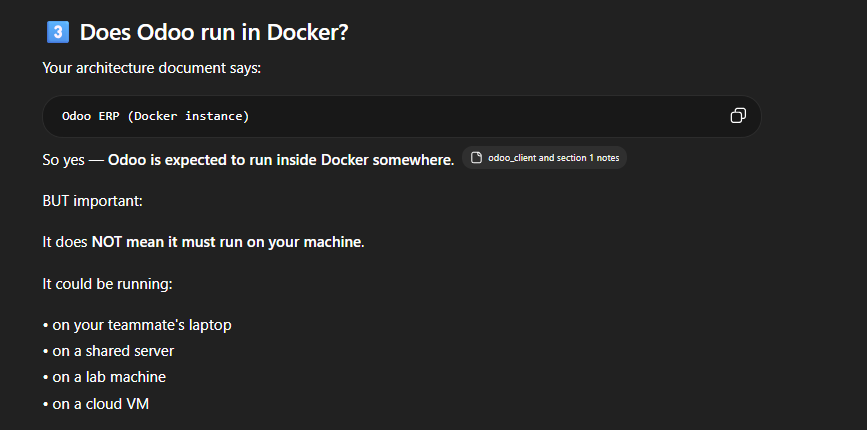 3 Does Odoo run in Docker?
Your architecture document says:
Odoo ERP (Docker instance)
So yes — Odoo is expected to run inside Docker somewhere. odoo_client and section 1 notes
BUT important:
It does NOT mean it must run on your machine.
It could be running:
• on your teammate's laptop
• on a shared server
• on a lab machine
• on a cloud VM